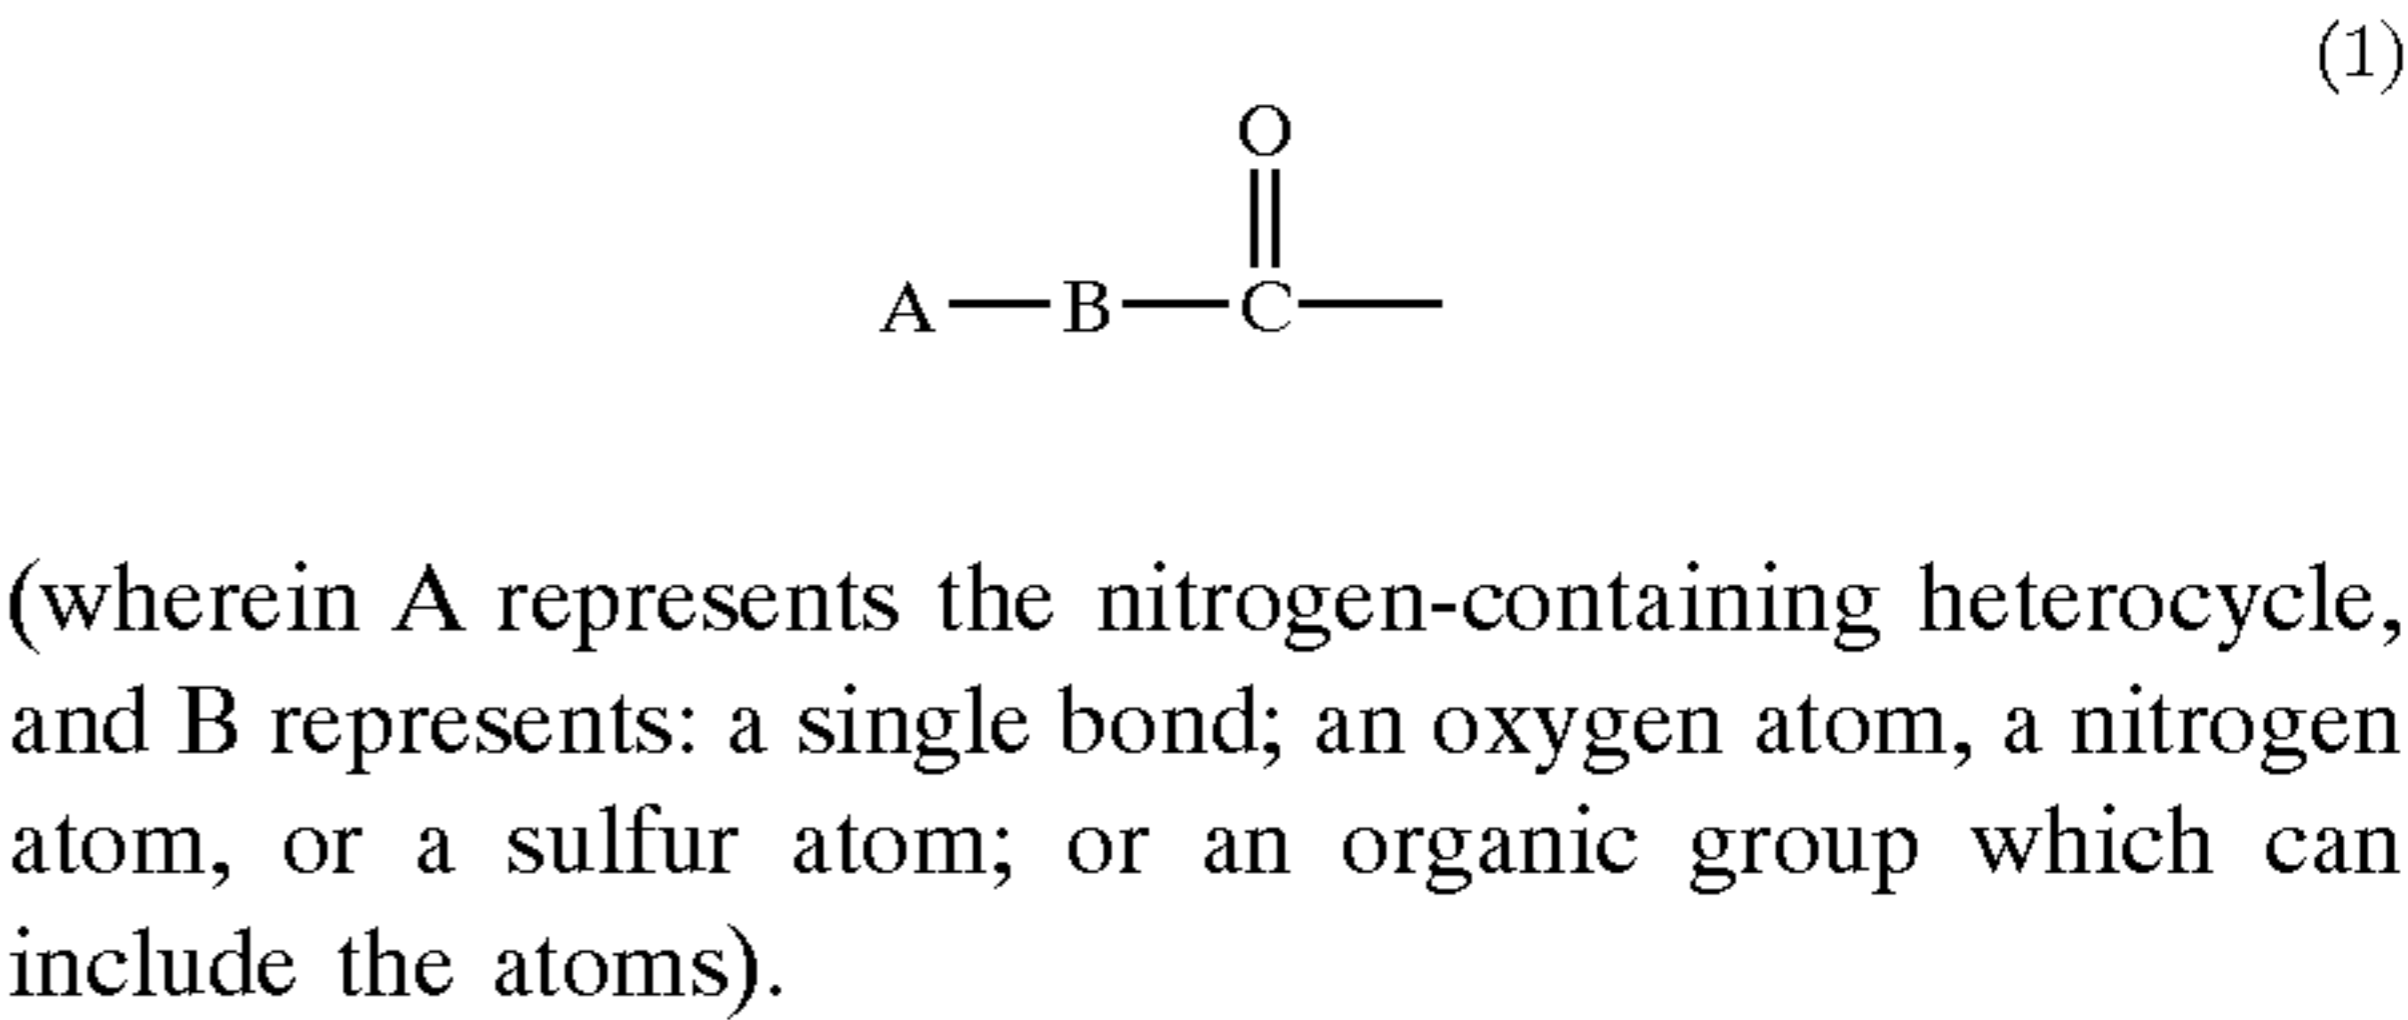 (1)
O
A B C
(wherein A represents the nitrogen-containing heterocycle,
and B represents: a single bond; an oxygen atom, a nitrogen
atom, or a sulfur atom; or an organic group which can
include the atoms).